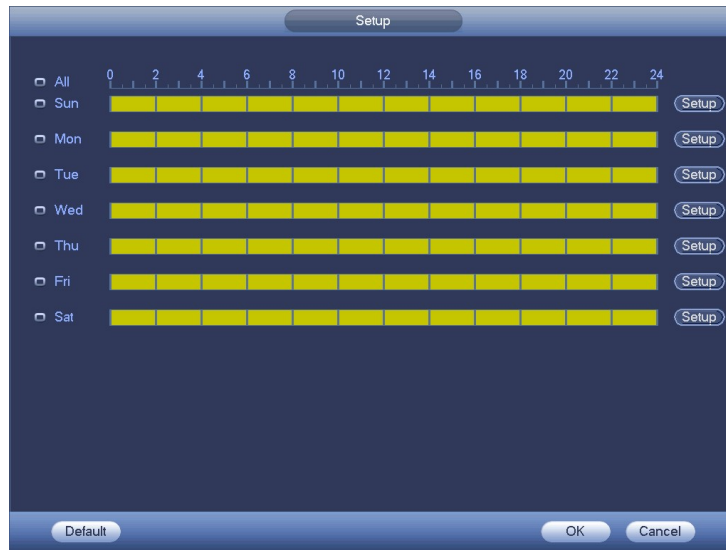 Setup
All 0 2 4 6 8 10 12 14 16 18 20 22 24
Sun Setup
Mon Setup
Tue Setup
Wed Setup
Thu Setup
Fri Setup
Sat Setup
Default OK Cancel